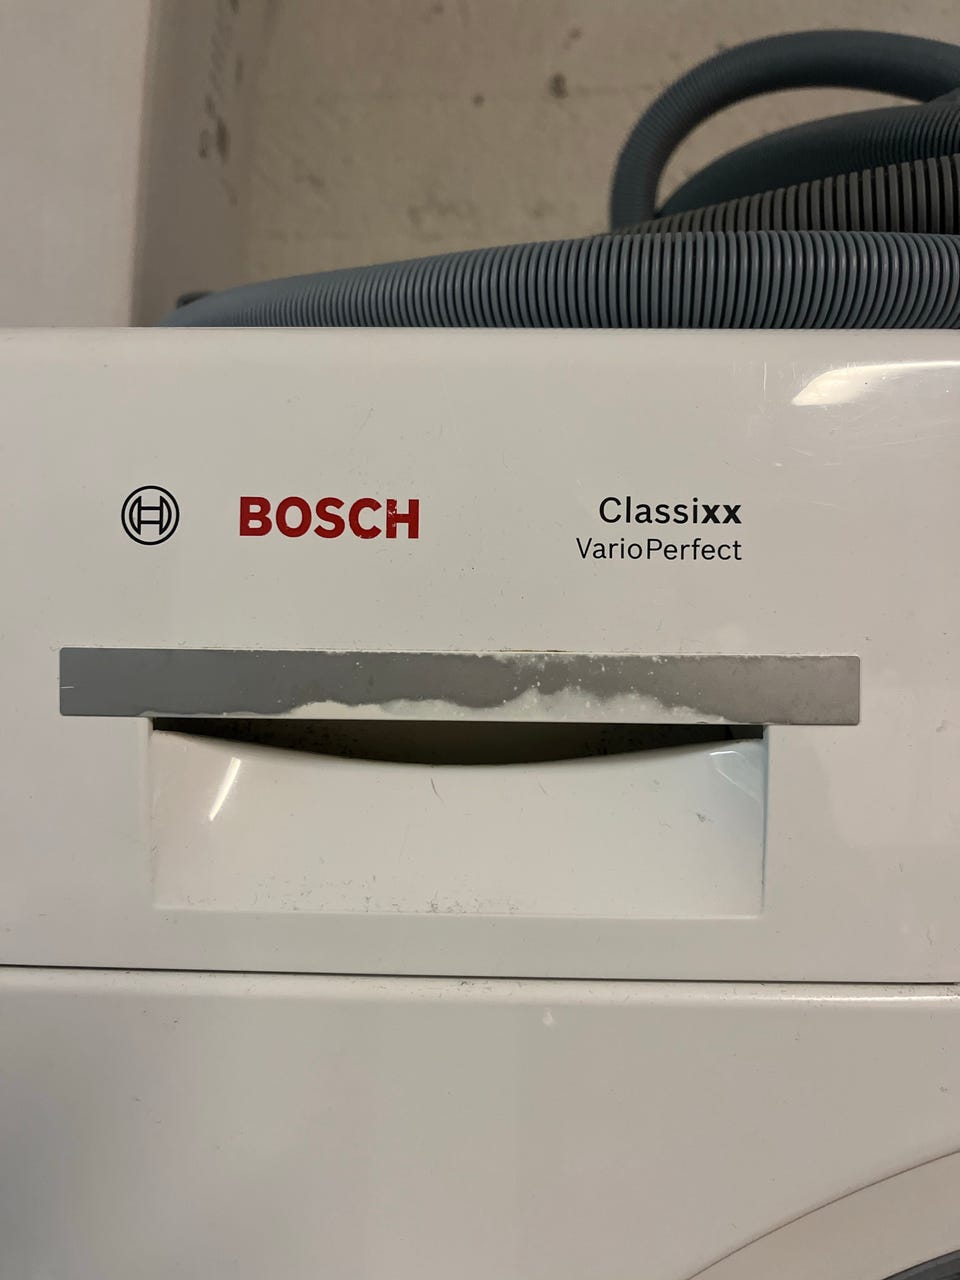 BOSCH
Classixx
VarioPerfect